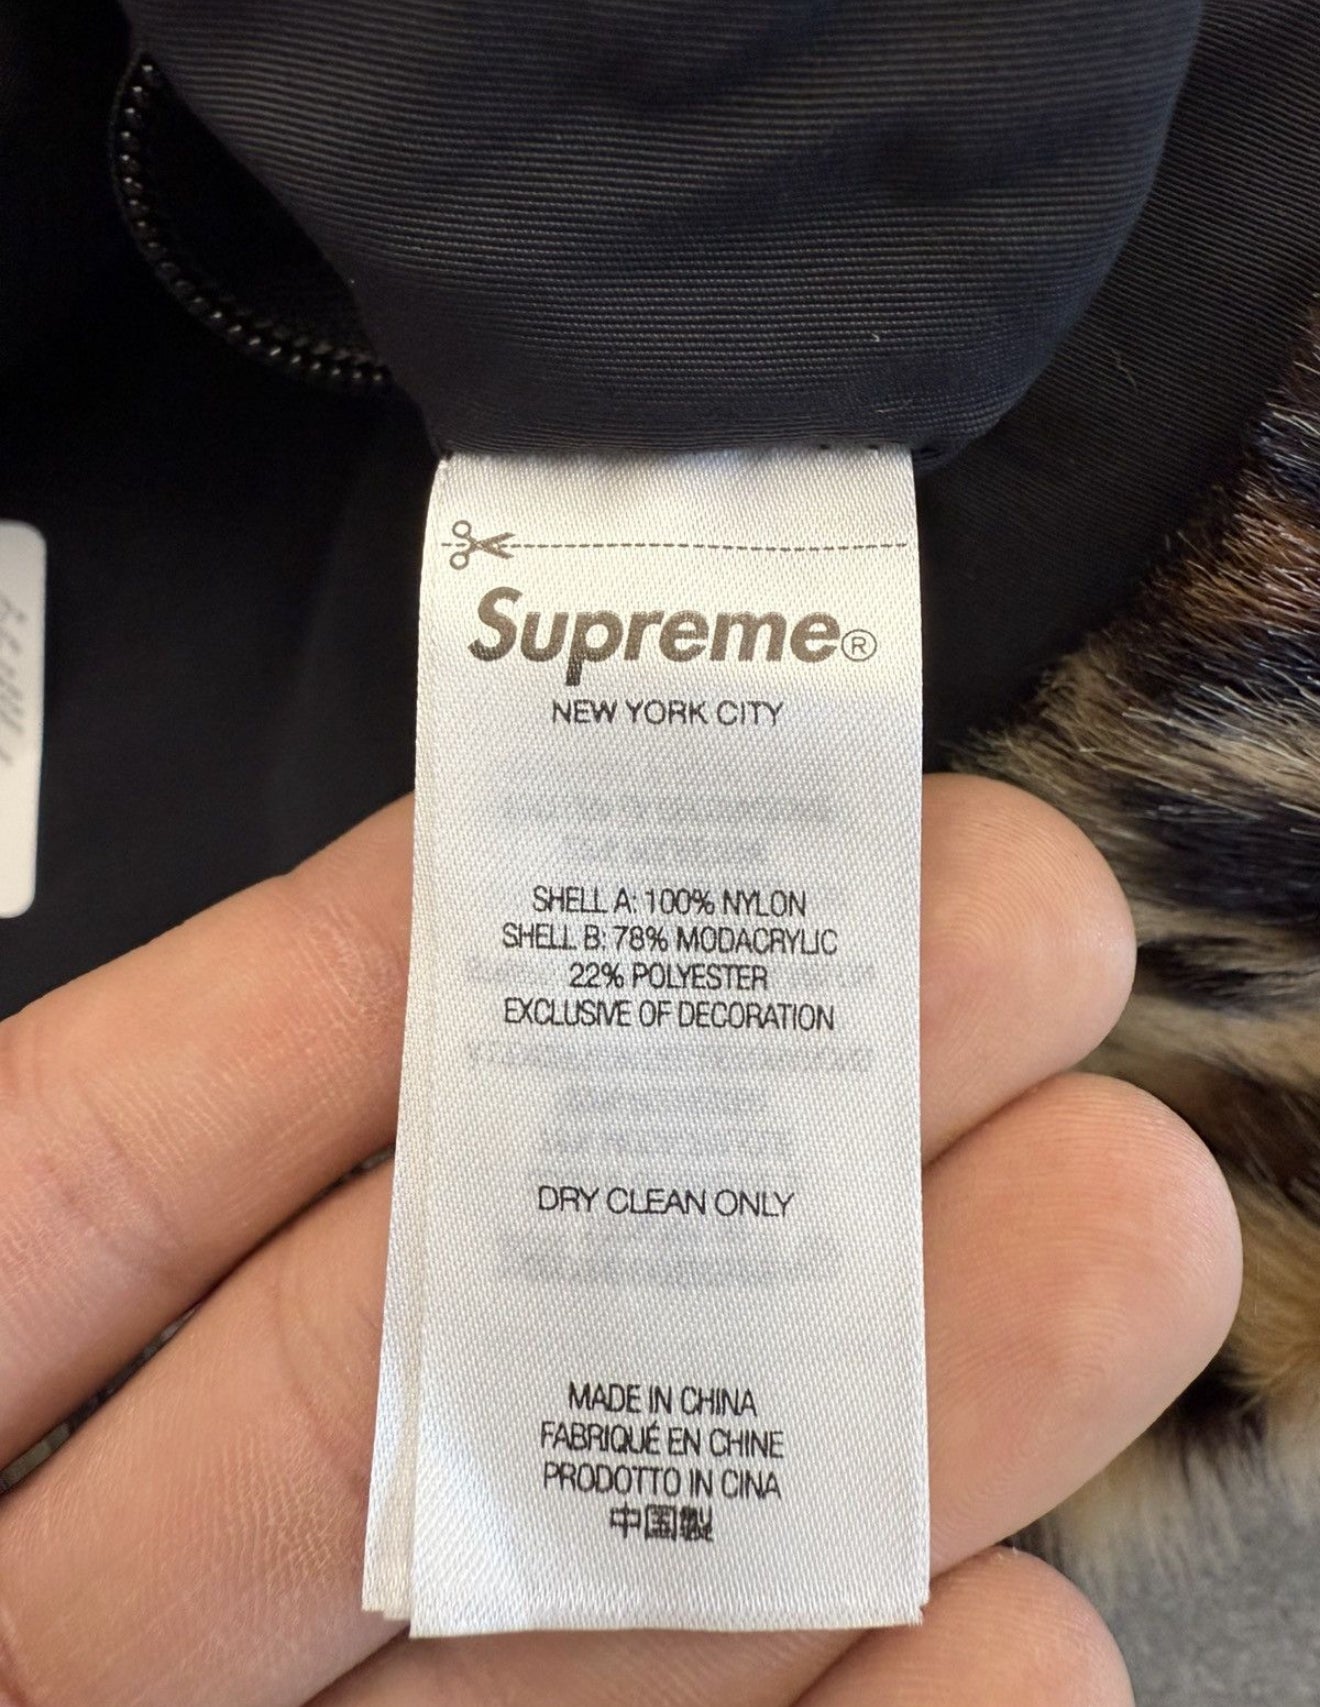 Supreme®
NEW YORK CITY
SHELL A: 100% NYLON
SHELL B: 78% MODACRYLIC
22% POLYESTER
EXCLUSIVE OF DECORATION
DRY CLEAN ONLY
MADE IN CHINA
FABRIQUÉ EN CHINE
PRODOTTO IN CINA
中国製